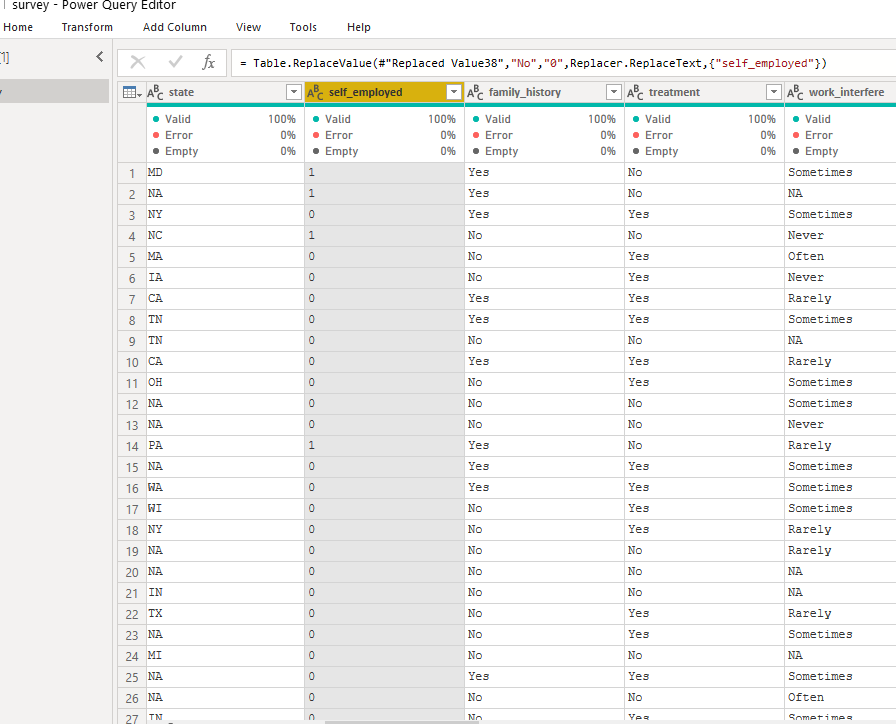 survey - Power Query Editor
Home Transform Add Column View Tools Help
1]
= Table.ReplaceValue(#"Replaced Value38","No","0",Replacer.ReplaceText,{"self_employed"})
state self_employed family_history treatment work_interfere
Valid 100% Valid 100% Valid 100% Valid 100% Valid
Error 0% Error 0% Error 0% Error 0% Error
Empty 0% Empty 0% Empty 0% Empty 0% Empty
1 MD 1 Yes No Sometimes
2 NA 1 Yes No NA
3 NY 0 Yes Yes Sometimes
4 NC 1 No No Never
5 MA 0 No Yes Often
6 IA 0 No Yes Never
7 CA 0 Yes Yes Rarely
8 TN 0 Yes Yes Sometimes
9 TN 0 No No NA
10 CA 0 Yes Yes Rarely
11 OH 0 No Yes Sometimes
12 NA 0 No No Sometimes
13 NA 0 No No Never
14 PA 1 Yes No Rarely
15 NA 0 Yes Yes Sometimes
16 WA 0 Yes Yes Sometimes
17 WI 0 No Yes Sometimes
18 NY 0 No Yes Rarely
19 NA 0 No No Rarely
20 NA 0 No No NA
21 IN 0 No No NA
22 TX 0 No Yes Rarely
23 NA 0 No Yes Sometimes
24 MI 0 No No NA
25 NA 0 Yes Yes Sometimes
26 NA 0 No No Often
27 IN 0 No Yes Sometimes